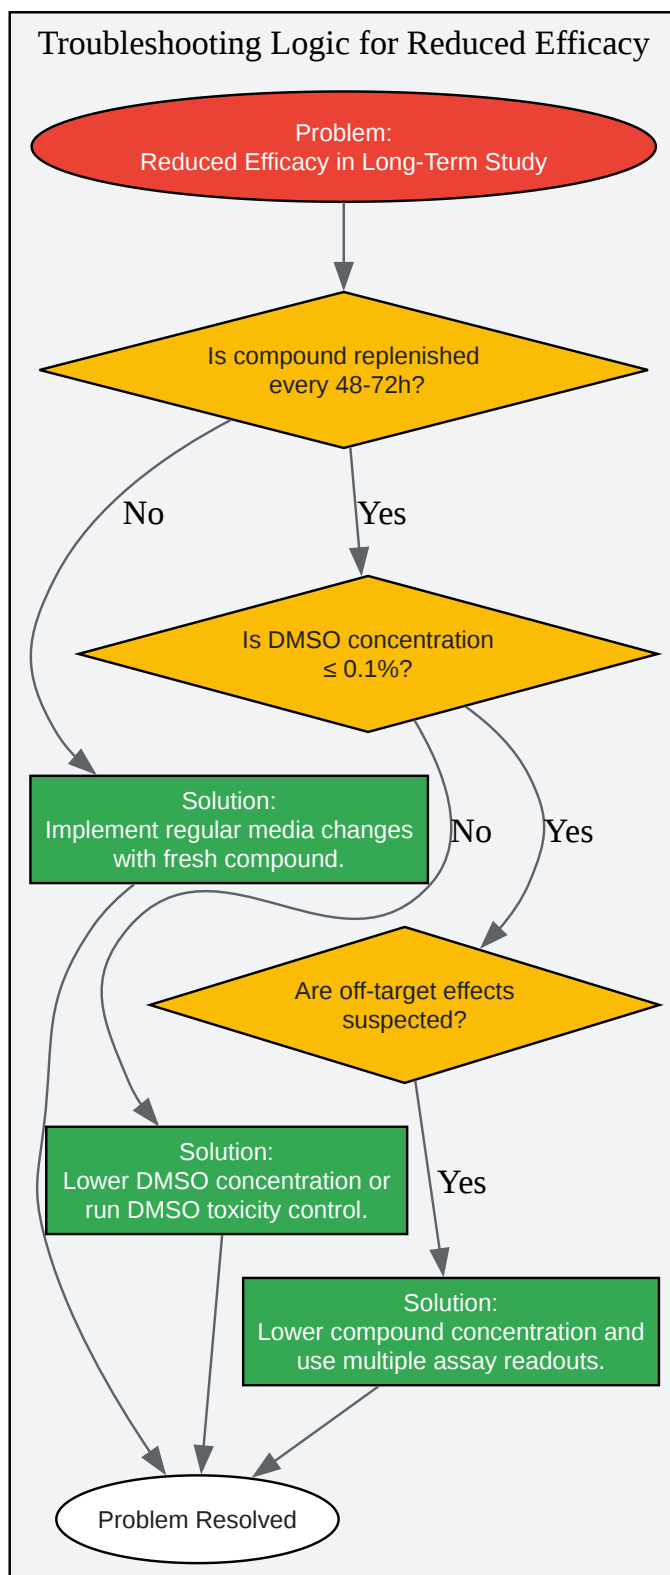 Troubleshooting Logic for Reduced Efficacy
Problem:
Reduced Efficacy in Long-Term Study
Is compound replenished
every 48-72h?
No
Yes
Is DMSO concentration
≤ 0.1%?
Solution:
Implement regular media changes
with fresh compound.
No
Yes
Are off-target effects
suspected?
Solution:
Lower DMSO concentration or
run DMSO toxicity control.
Yes
Solution:
Lower compound concentration and
use multiple assay readouts.
Problem Resolved